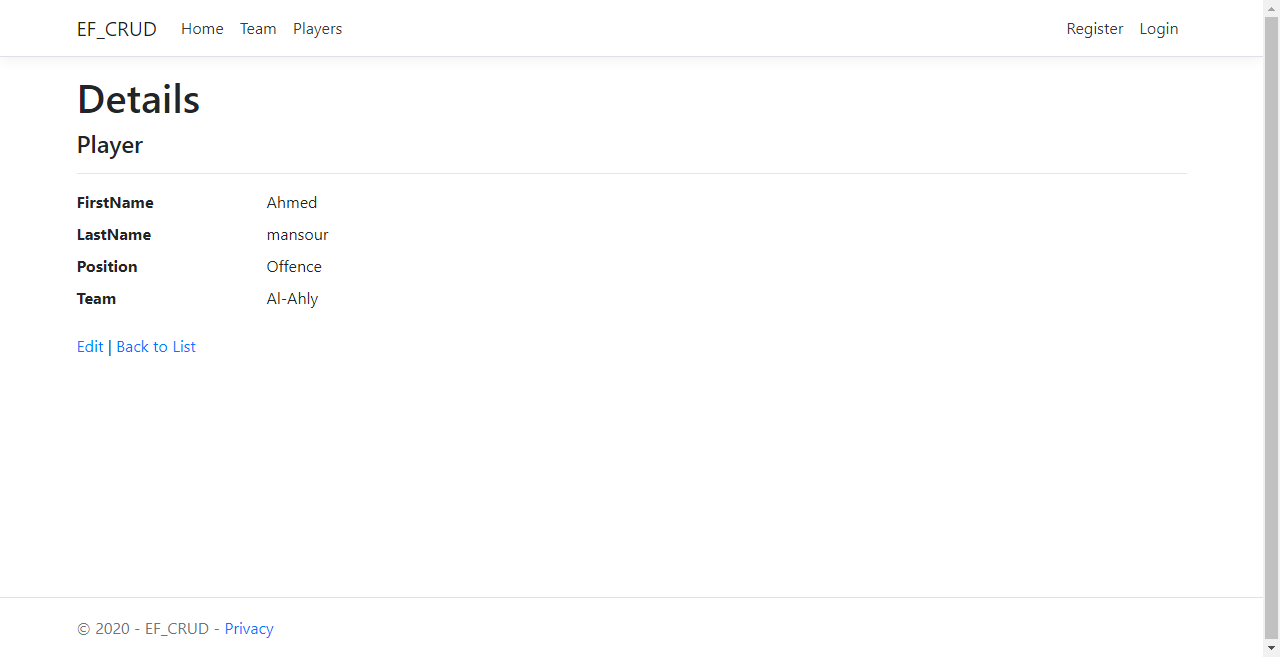 EF_CRUD Home Team Players Register Login
Details
Player
FirstName Ahmed
LastName mansour
Position Offence
Team Al-Ahly
Edit | Back to List
© 2020 - EF_CRUD - Privacy